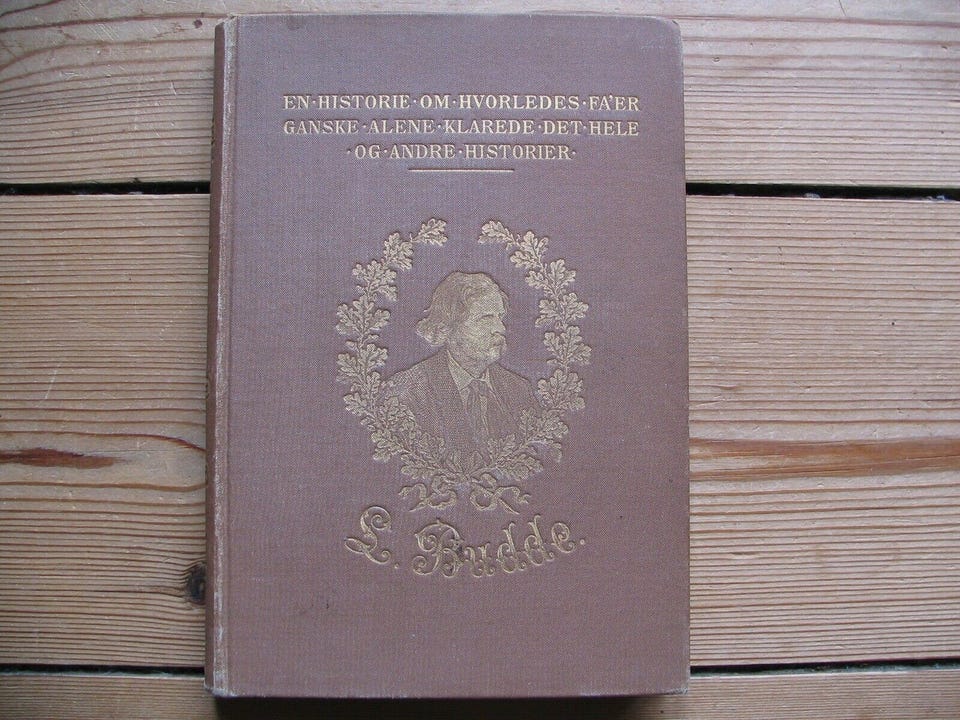 EN·HISTORIE·OM·HVORLEDES·FA'ER
GANSKE·ALENE·KLAREDE·DET·HELE
·OG·ANDRE·HISTORIER·
L. Budde.